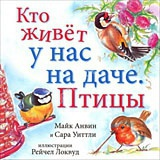 Кто живёт
у нас
на даче.
Птицы
Майк Анвин
и Сара Уиттли
иллюстрации
Рейчел Локвуд